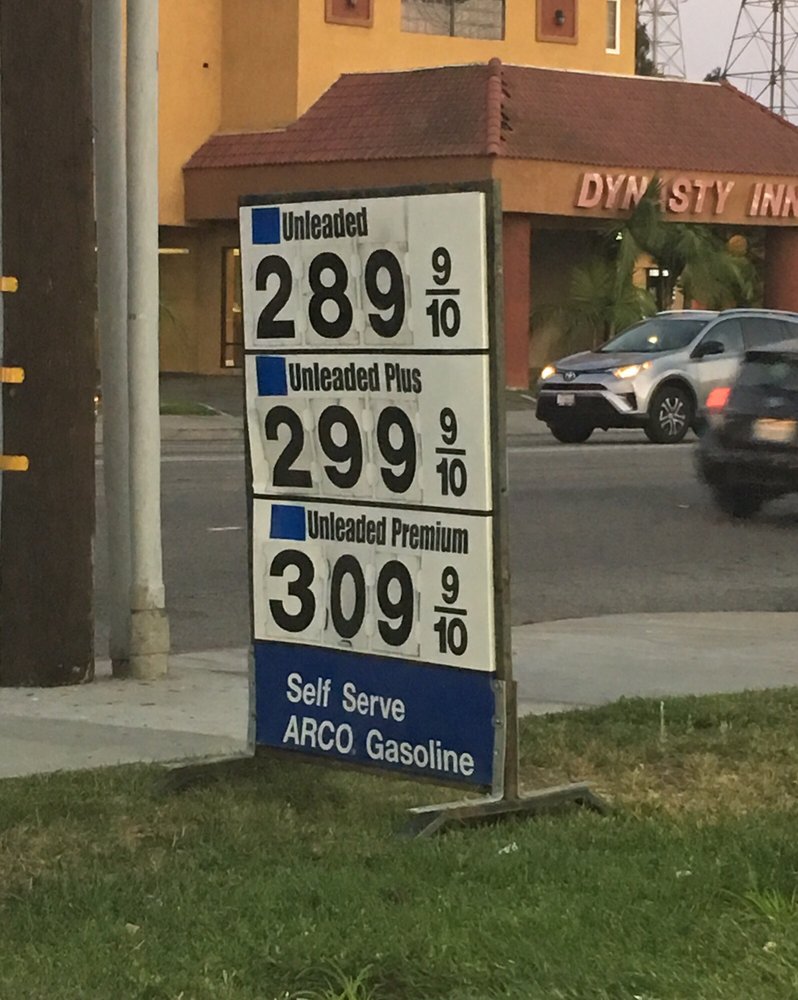 DYNASTY INN
Unleaded
289 9/10
Unleaded Plus
299 9/10
Unleaded Premium
309 9/10
Self Serve
ARCO Gasoline